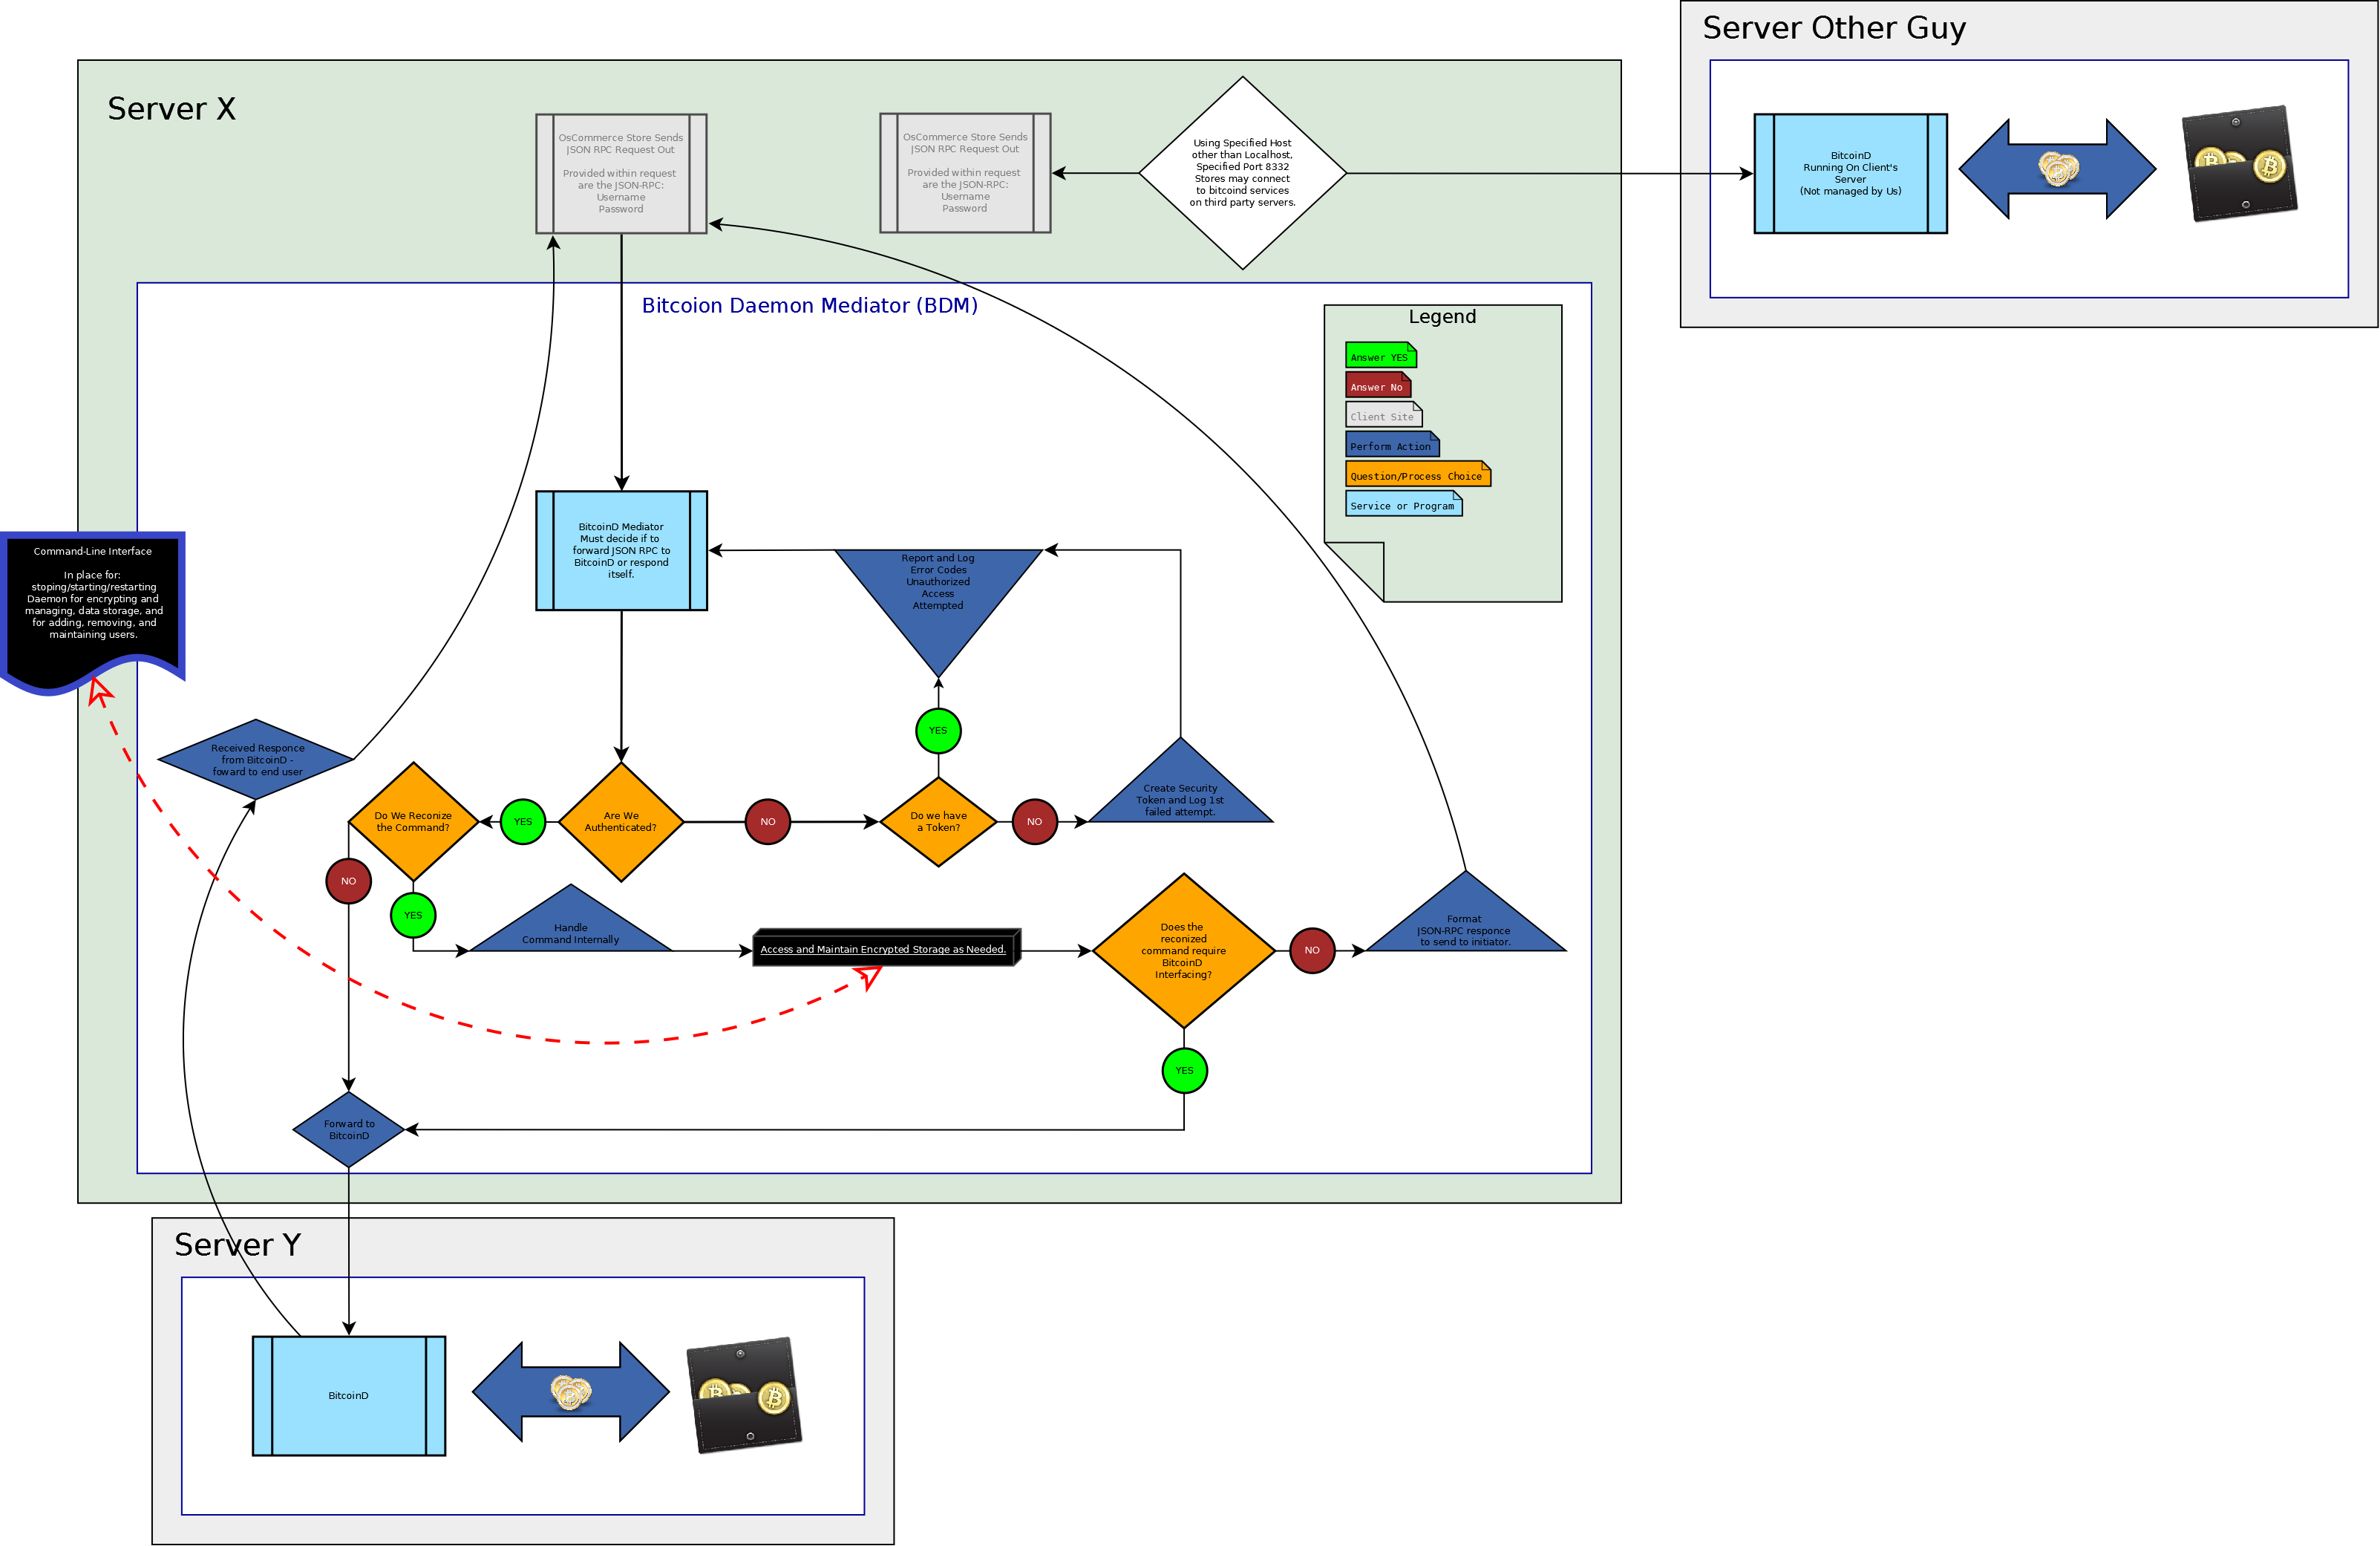 Server Other Guy
Server X
OsCommerce Store Sends
JSON RPC Request Out
Provided within request
are the JSON-RPC:
Username
Password
OsCommerce Store Sends
JSON RPC Request Out
Provided within request
are the JSON-RPC:
Username
Password
Using Specified Host
other than Localhost,
Specified Port 8332
Stores may connect
to bitcoind services
on third party servers.
BitcoinD
Running On Client's
Server
(Not managed by Us)
Bitcoion Daemon Mediator (BDM)
Legend
Answer YES
Answer No
Client Site
Perform Action
Question/Process Choice
Service or Program
Command-Line Interface
In place for:
stoping/starting/restarting
Daemon for encrypting and
managing, data storage, and
for adding, removing, and
maintaining users.
BitcoinD Mediator
Must decide if to
forward JSON RPC to
BitcoinD or respond
itself.
Report and Log
Error Codes
Unauthorized
Access
Attempted
YES
Received Responce
from BitcoinD -
foward to end user
Do We Reconize
the Command?
YES
Are We
Authenticated?
NO
Do we have
a Token?
NO
Create Security
Token and Log 1st
failed attempt.
NO
YES
Handle
Command Internally
Access and Maintain Encrypted Storage as Needed.
Does the
reconized
command require
BitcoinD
Interfacing?
NO
Format
JSON-RPC responce
to send to initiator.
YES
Forward to
BitcoinD
Server Y
BitcoinD